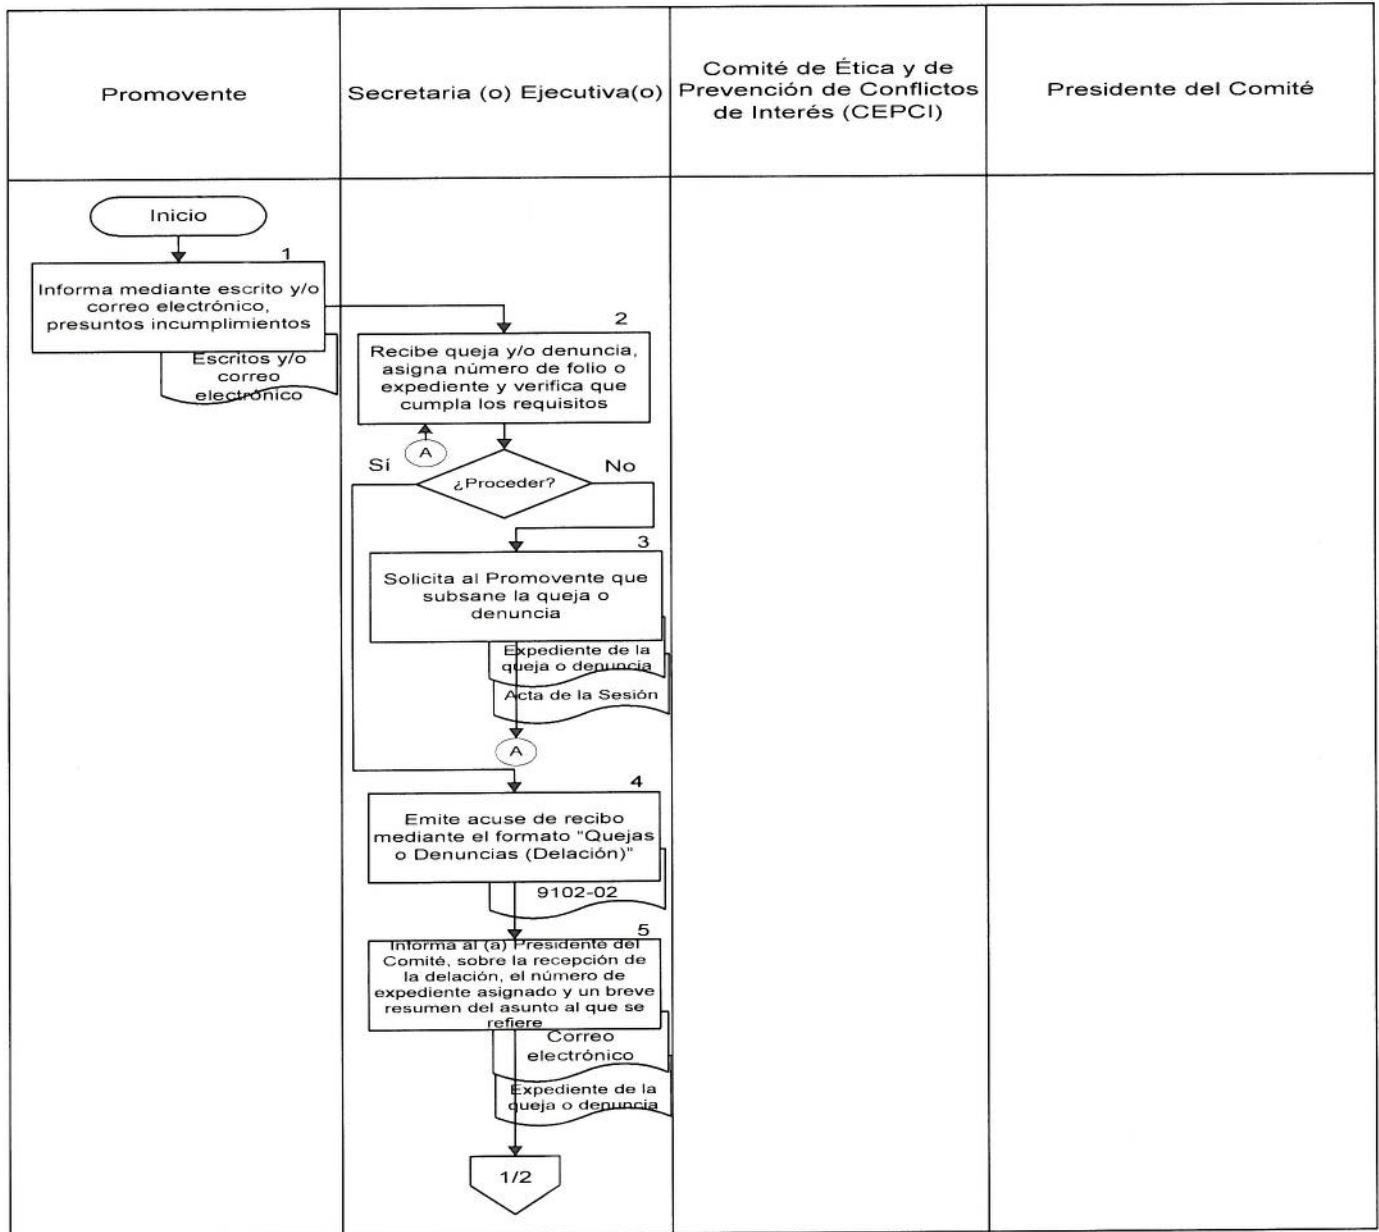 Promovente
Secretaria (o) Ejecutiva(o)
Comité de Ética y de
Prevención de Conflictos
de Interés (CEPCI)
Presidente del Comité
Inicio
1
Informa mediante escrito y/o
correo electrónico,
presuntos incumplimientos
Escritos y/o
correo
electrónico
2
Recibe queja y/o denuncia,
asigna número de folio o
expediente y verifica que
cumpla los requisitos
A
Sí
No
¿Proceder?
3
Solicita al Promovente que
subsane la queja o
denuncia
Expediente de la
queja o denuncia
Acta de la Sesión
A
4
Emite acuse de recibo
mediante el formato "Quejas
o Denuncias (Delación)"
9102-02
5
Informa al (a) Presidente del
Comité, sobre la recepción de
la delación, el número de
expediente asignado y un breve
resumen del asunto al que se
refiere
Correo
electrónico
Expediente de la
queja o denuncia
1/2